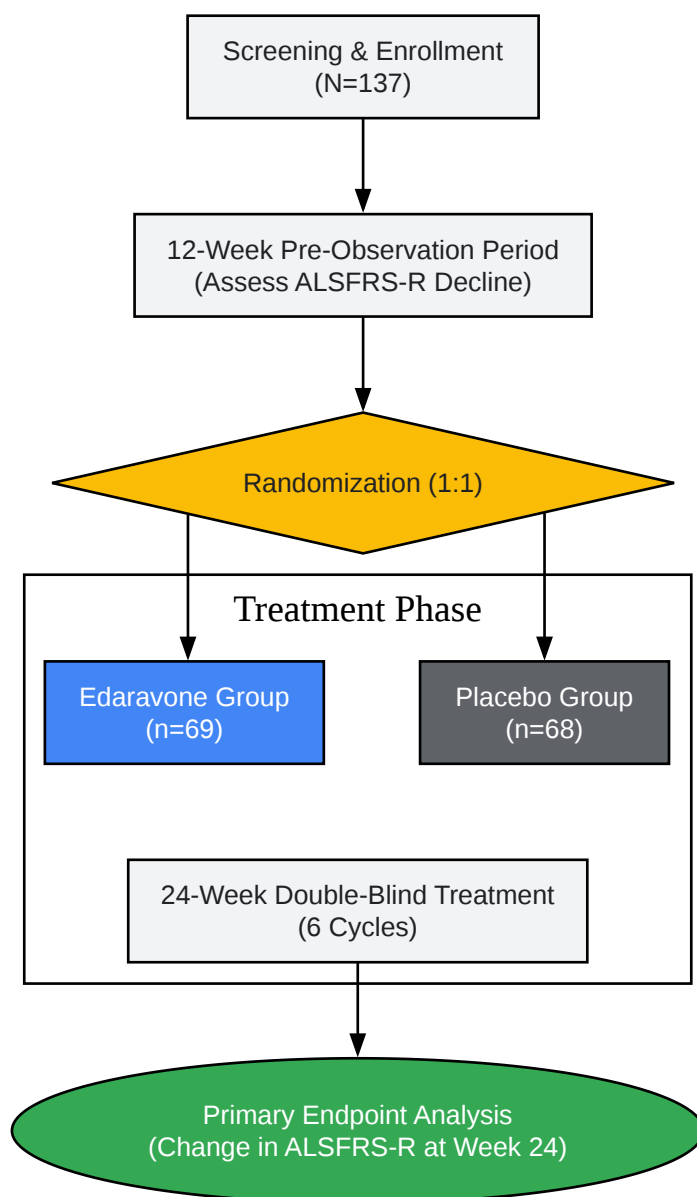 Screening & Enrollment
(N=137)
12-Week Pre-Observation Period
(Assess ALSFRS-R Decline)
Randomization (1:1)
Treatment Phase
Edaravone Group
(n=69)
Placebo Group
(n=68)
24-Week Double-Blind Treatment
(6 Cycles)
Primary Endpoint Analysis
(Change in ALSFRS-R at Week 24)